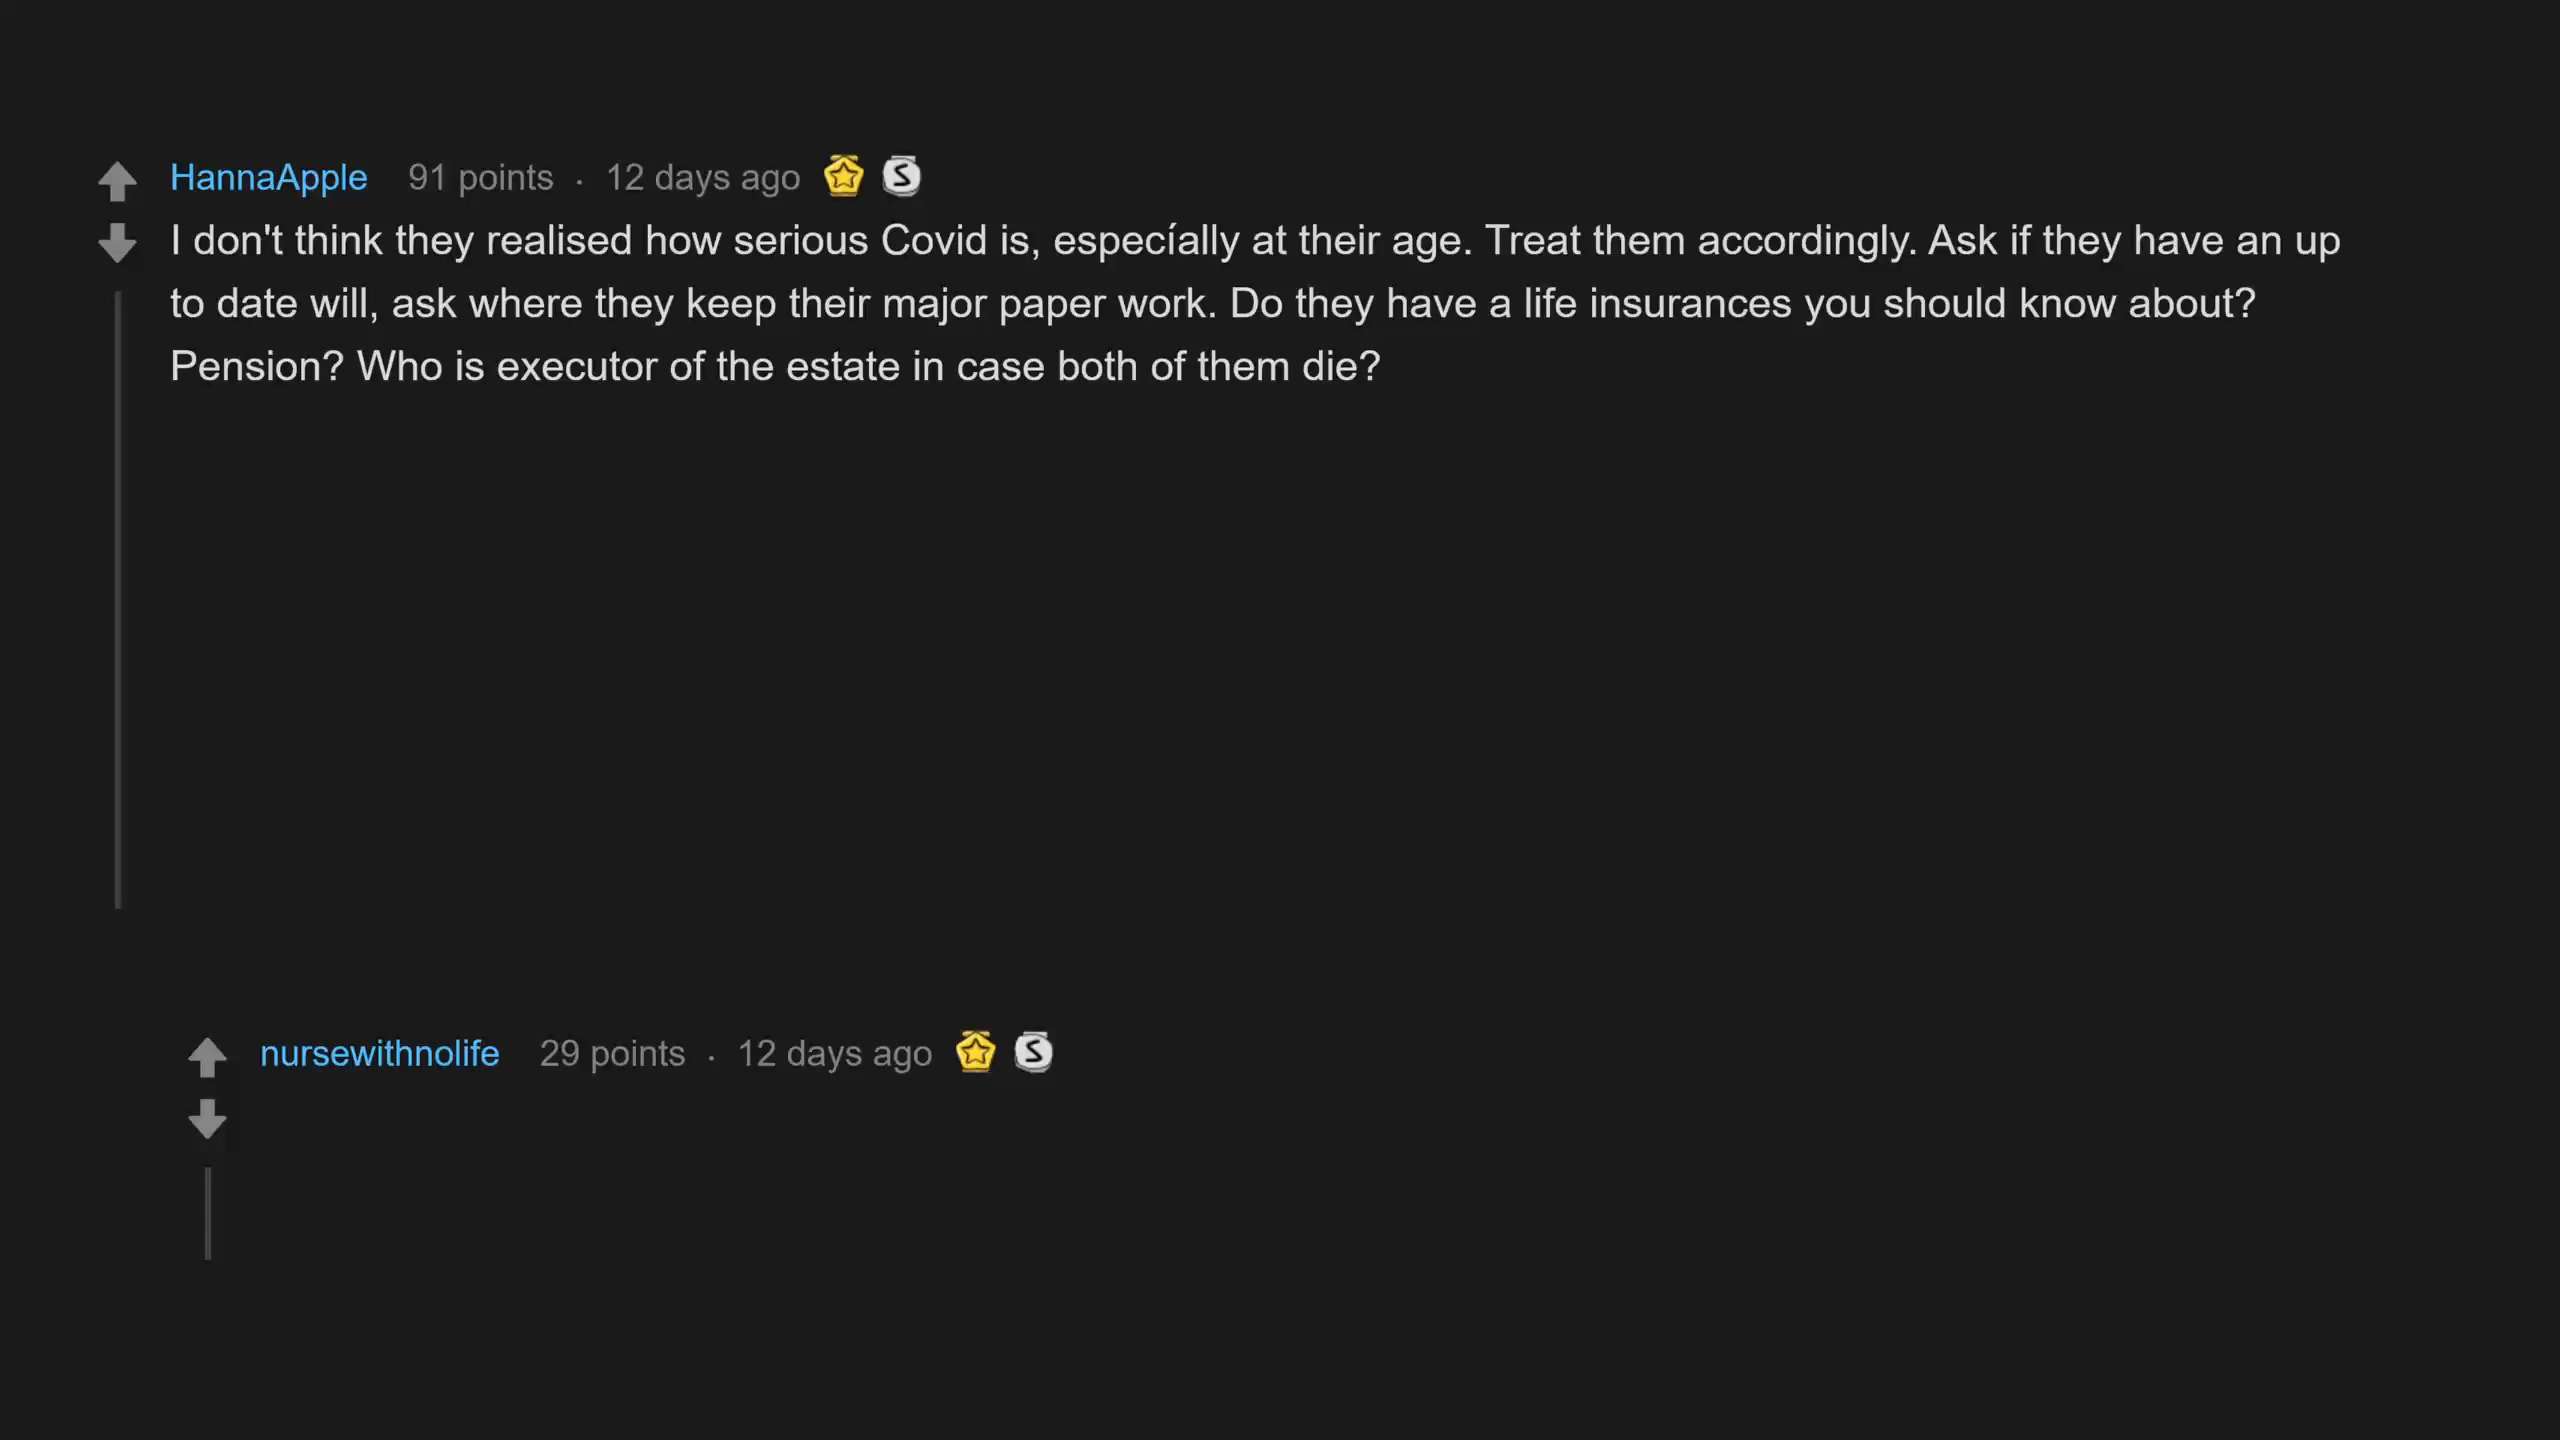 HannaApple 91 points · 12 days ago
I don't think they realised how serious Covid is, especíally at their age. Treat them accordingly. Ask if they have an up
to date will, ask where they keep their major paper work. Do they have a life insurances you should know about?
Pension? Who is executor of the estate in case both of them die?
nursewithnolife 29 points · 12 days ago